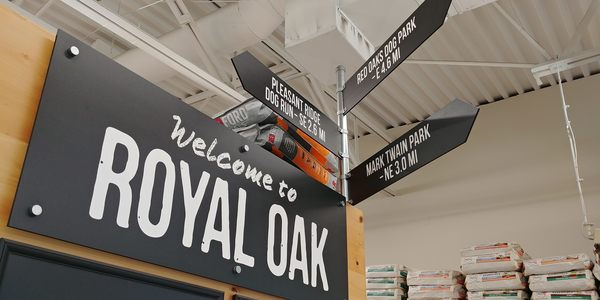 RED OAKS DOG PARK
- E 4.6 MI
PLEASANT RIDGE
DOG RUN - SE 2.6 MI
MARK TWAIN PARK
- NE 3.0 MI
Welcome to
ROYAL OAK